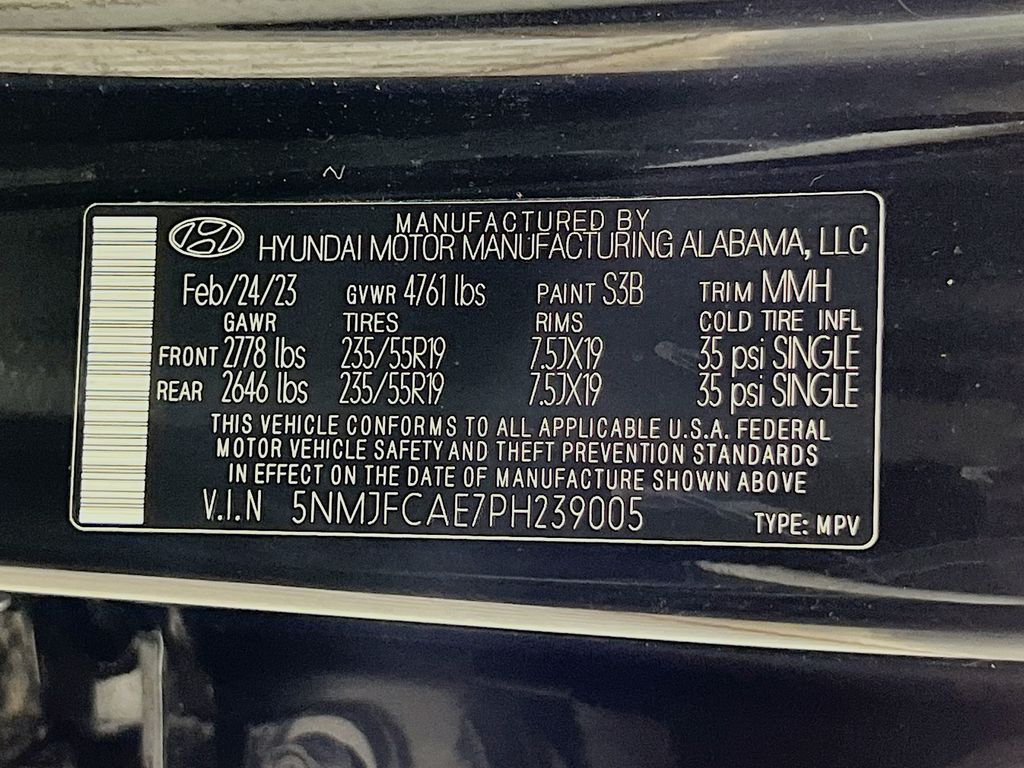 MANUFACTURED BY
HYUNDAI MOTOR MANUFACTURING ALABAMA, LLC
Feb/24/23 GVWR 4761 lbs PAINT S3B TRIM MMH
GAWR TIRES RIMS COLD TIRE INFL
FRONT 2778 lbs 235/55R19 7.5JX19 35 psi SINGLE
REAR 2646 lbs 235/55R19 7.5JX19 35 psi SINGLE
THIS VEHICLE CONFORMS TO ALL APPLICABLE U.S.A. FEDERAL
MOTOR VEHICLE SAFETY AND THEFT PREVENTION STANDARDS
IN EFFECT ON THE DATE OF MANUFACTURE SHOWN ABOVE
V.I.N 5NMJFCAE7PH239005 TYPE: MPV